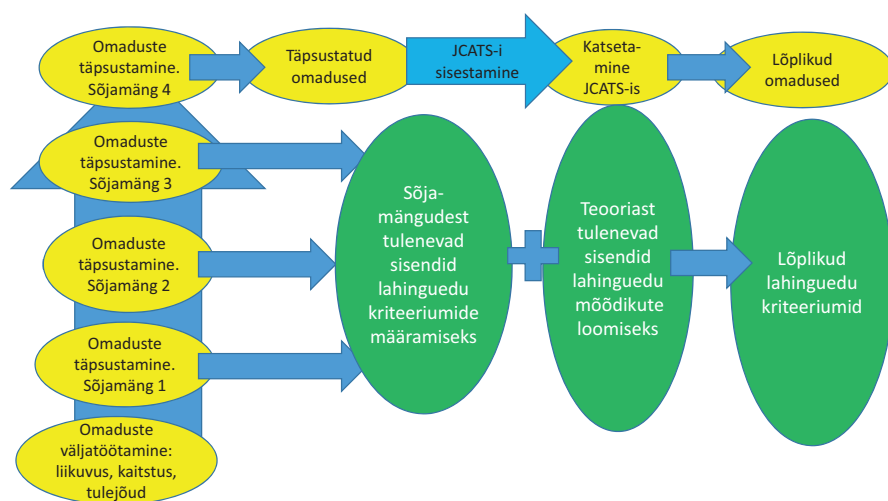 Omaduste
täpsustamine.
Sõjamäng 4
Täpsustatud
omadused
JCATS-i
sisestamine
Katseta-
mine
JCATS-is
Lõplikud
omadused
Omaduste
täpsustamine.
Sõjamäng 3
Omaduste
täpsustamine.
Sõjamäng 2
Omaduste
täpsustamine.
Sõjamäng 1
Omaduste
väljatöötamine:
liikuvus, kaitstus,
tulejõud
Sõja-
mängudest
tulenevad
sisendid
lahinguedu
kriteeriumide
määramiseks
Teooriast
tulenevad
sisendid
lahinguedu
mõõdikute
loomiseks
Lõplikud
lahinguedu
kriteeriumid